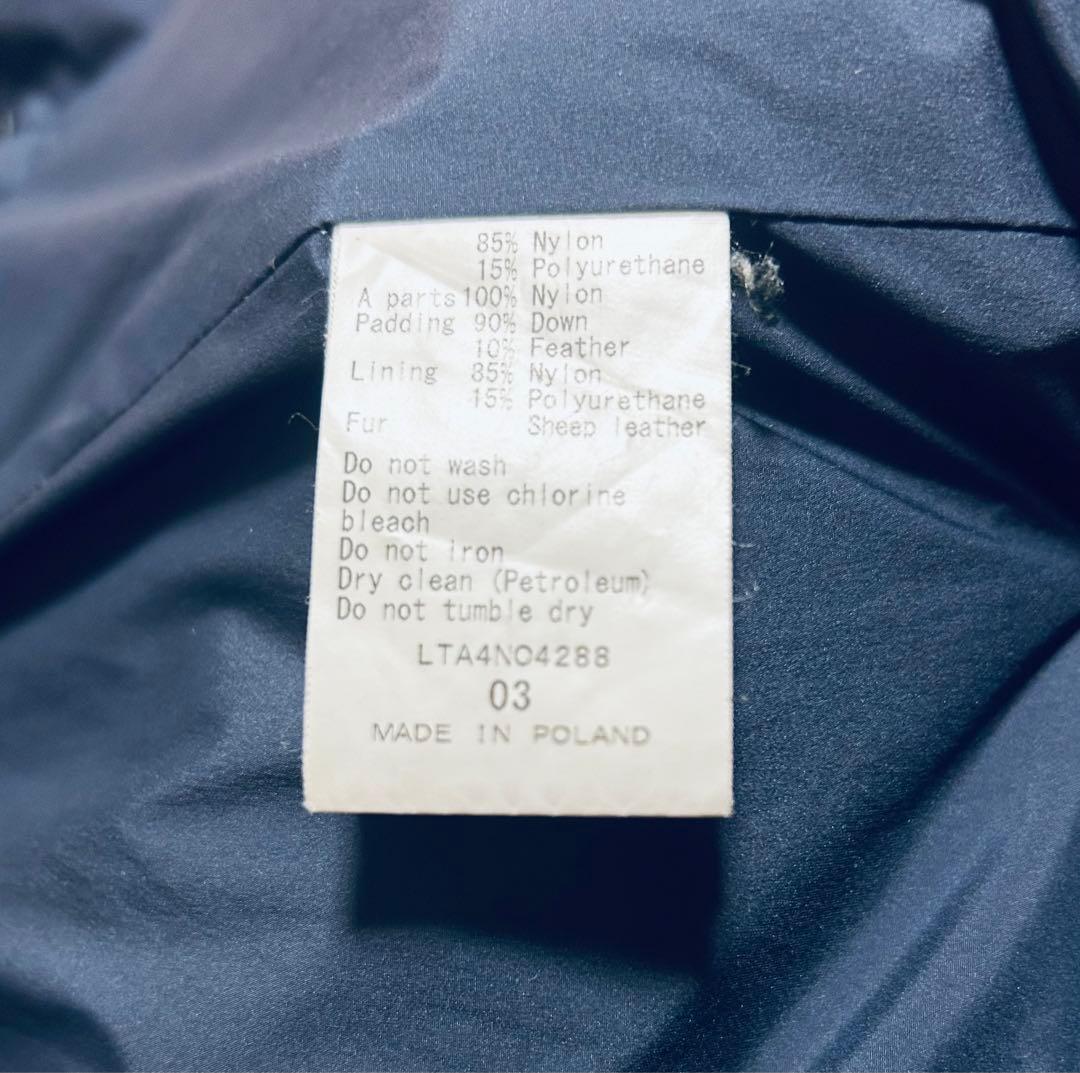 85% Nylon
15% Polyurethane
A parts 100% Nylon
Padding 90% Down
10% Feather
Lining 85% Nylon
15% Polyurethane
Fur Sheep leather
Do not wash
Do not use chlorine
bleach
Do not iron
Dry clean (Petroleum)
Do not tumble dry
LTA4NO4288
03
MADE IN POLAND